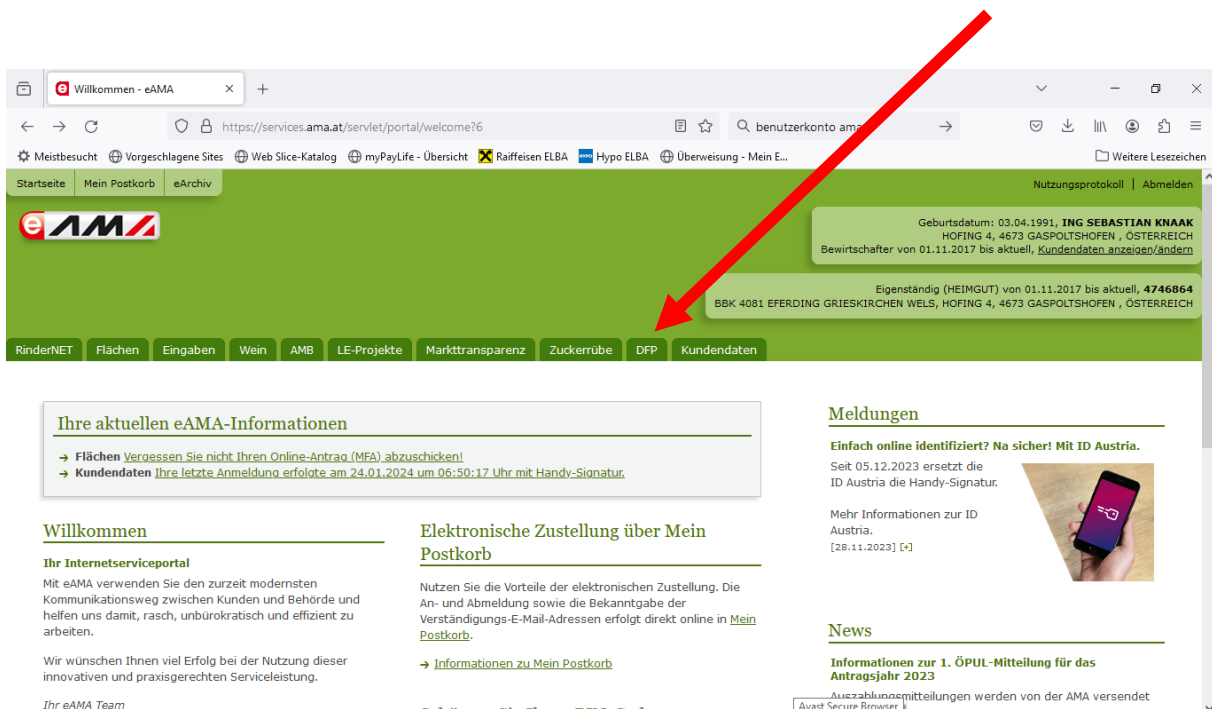 Willkommen - eAMA
https://services.ama.at/servlet/portal/welcome?6
benutzerkonto ama
Meistbesucht Vorgeschlagene Sites Web Slice-Katalog myPayLife - Übersicht Raiffeisen ELBA Hypo ELBA Überweisung - Mein E... Weitere Lesezeichen
Startseite Mein Postkorb eArchiv
Nutzungsprotokoll | Abmelden
eAMA
Geburtsdatum: 03.04.1991, ING SEBASTIAN KNAAK
HOFING 4, 4673 GASPOLTSHOFEN , ÖSTERREICH
Bewirtschafter von 01.11.2017 bis aktuell, Kundendaten anzeigen/ändern
Eigenständig (HEIMGUT) von 01.11.2017 bis aktuell, 4746864
BBK 4081 EFERDING GRIESKIRCHEN WELS, HOFING 4, 4673 GASPOLTSHOFEN , ÖSTERREICH
RinderNET Flächen Eingaben Wein AMB LE-Projekte Markttransparenz Zuckerrübe DFP Kundendaten
Ihre aktuellen eAMA-Informationen
→ Flächen Vergessen Sie nicht Ihren Online-Antrag (MFA) abzuschicken!
→ Kundendaten Ihre letzte Anmeldung erfolgte am 24.01.2024 um 06:50:17 Uhr mit Handy-Signatur.
Willkommen
Ihr Internetserviceportal
Mit eAMA verwenden Sie den zurzeit modernsten
Kommunikationsweg zwischen Kunden und Behörde und
helfen uns damit, rasch, unbürokratisch und effizient zu
arbeiten.
Wir wünschen Ihnen viel Erfolg bei der Nutzung dieser
innovativen und praxisgerechten Serviceleistung.
Ihr eAMA Team
Elektronische Zustellung über Mein
Postkorb
Nutzen Sie die Vorteile der elektronischen Zustellung. Die
An- und Abmeldung sowie die Bekanntgabe der
Verständigungs-E-Mail-Adressen erfolgt direkt online in Mein
Postkorb.
→ Informationen zu Mein Postkorb
Meldungen
Einfach online identifiziert? Na sicher! Mit ID Austria.
Seit 05.12.2023 ersetzt die
ID Austria die Handy-Signatur.
Mehr Informationen zur ID
Austria.
[28.11.2023] [+]
News
Informationen zur 1. ÖPUL-Mitteilung für das
Antragsjahr 2023
Auszahlungsmitteilungen werden von der AMA versendet
Avast Secure Browser